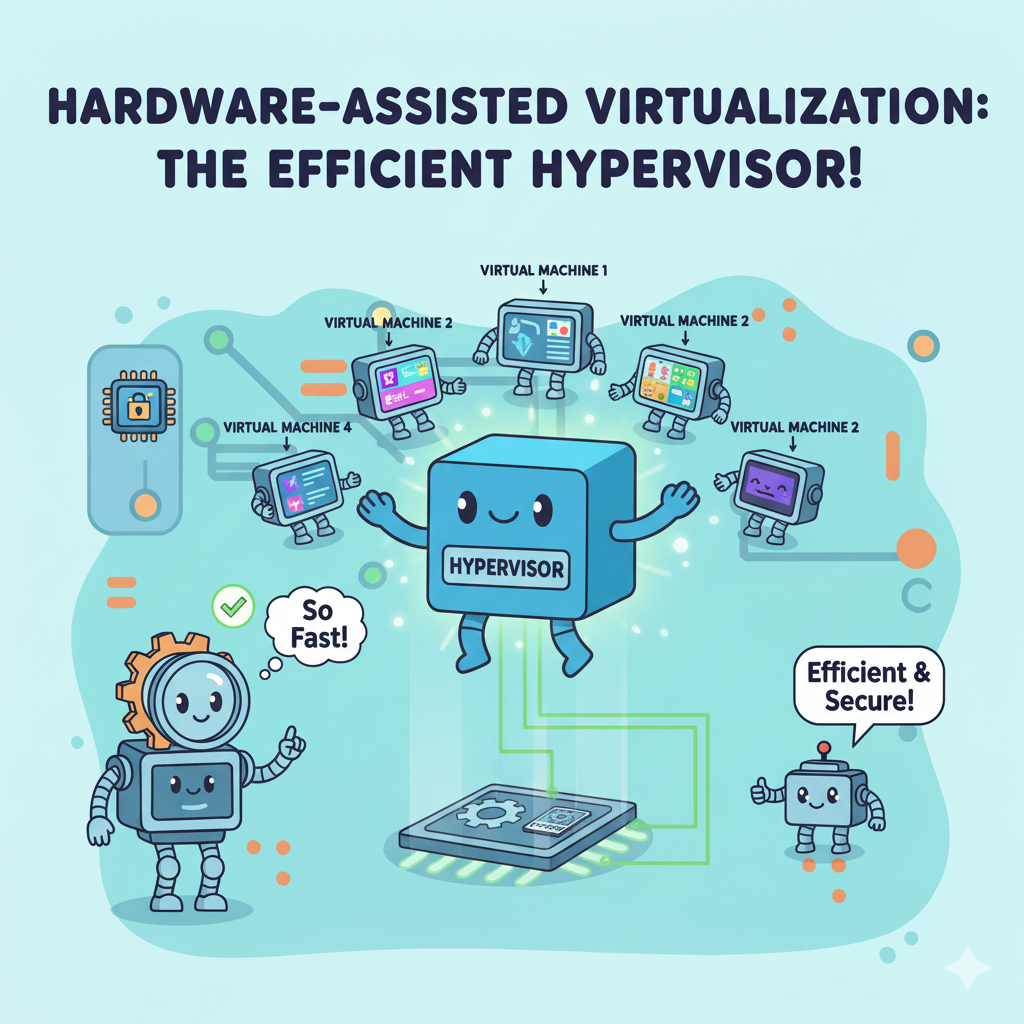 HARDWARE-ASSISTED VIRTUALIZATION:
THE EFFICIENT HYPERVISOR!
VIRTUAL MACHINE 1
VIRTUAL MACHINE 2
VIRTUAL MACHINE 2
VIRTUAL MACHINE 4
VIRTUAL MACHINE 2
HYPERVISOR
So
Fast!
Efficient &
Secure!